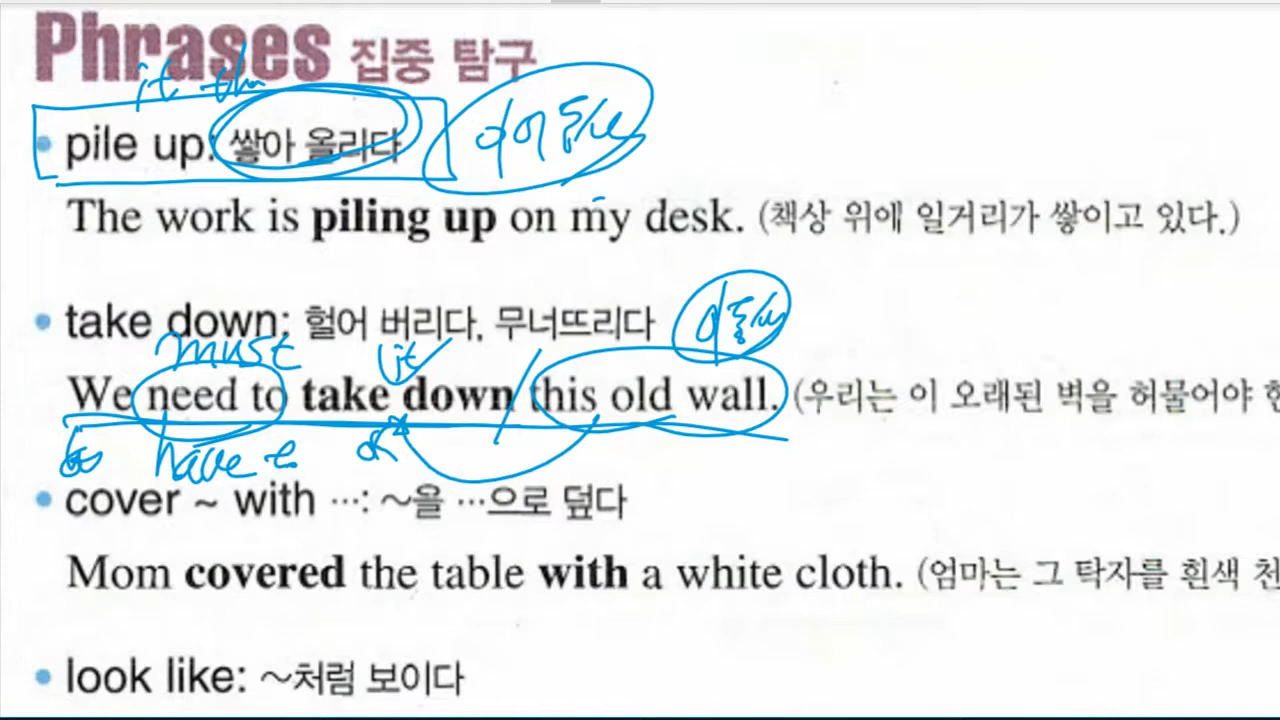 Phrases 집중 탐구
it
• pile up: 쌓아 올리다
The work is piling up on my desk. (책상 위에 일거리가 쌓이고 있다.)
• take down: 헐어 버리다, 무너뜨리다
must it
We need to take down this old wall. (우리는 이 오래된 벽을 허물어야 한
have to
• cover ~ with …: ~을 …으로 덮다
Mom covered the table with a white cloth. (엄마는 그 탁자를 흰색 천
• look like: ~처럼 보이다